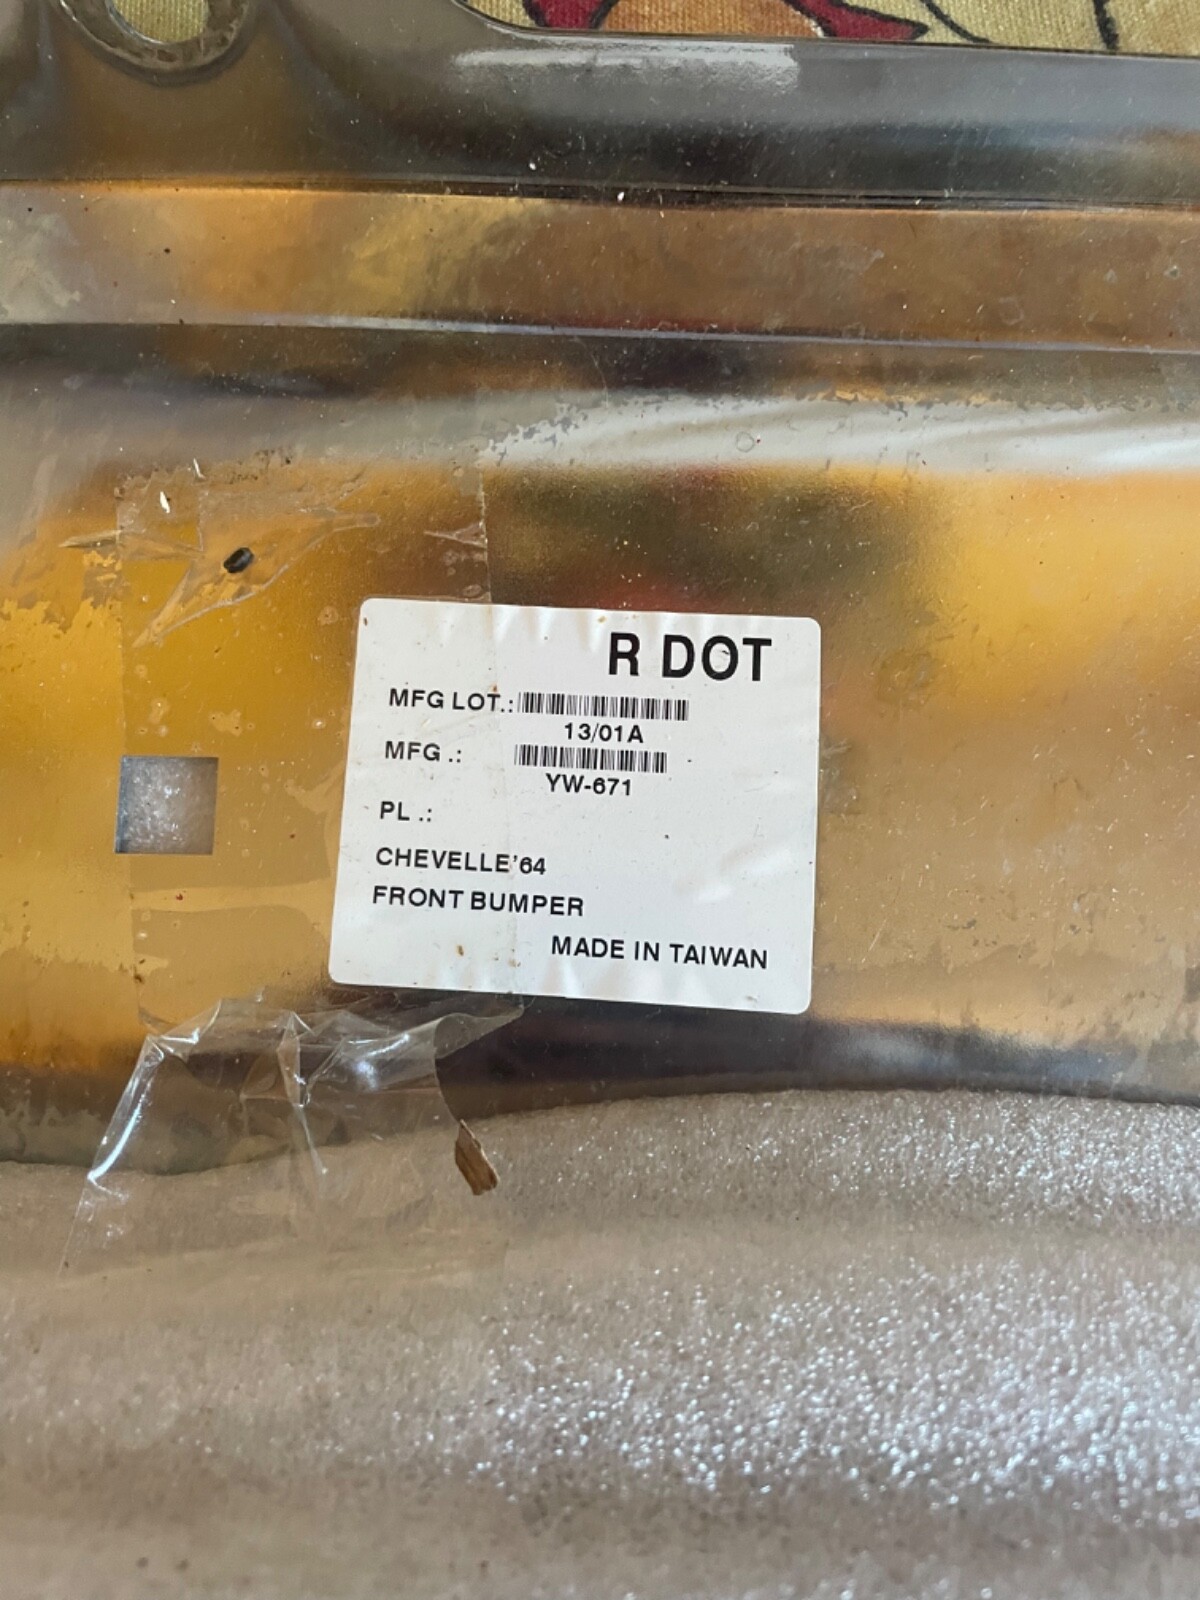 R DOT
MFG LOT.:
13/01A
MFG .:
YW-671
PL .:
CHEVELLE'64
FRONT BUMPER
MADE IN TAIWAN